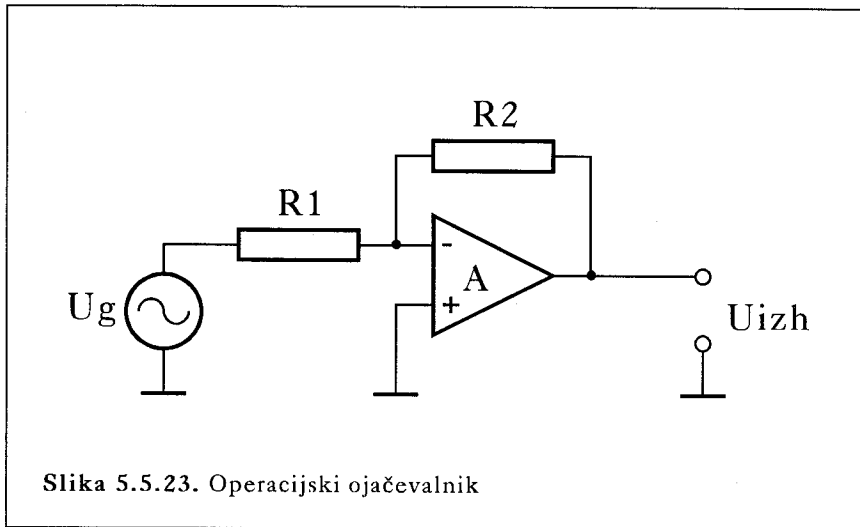 R2
R1
-
A
+
Ug
Uizh
Slika 5.5.23. Operacijski ojačevalnik